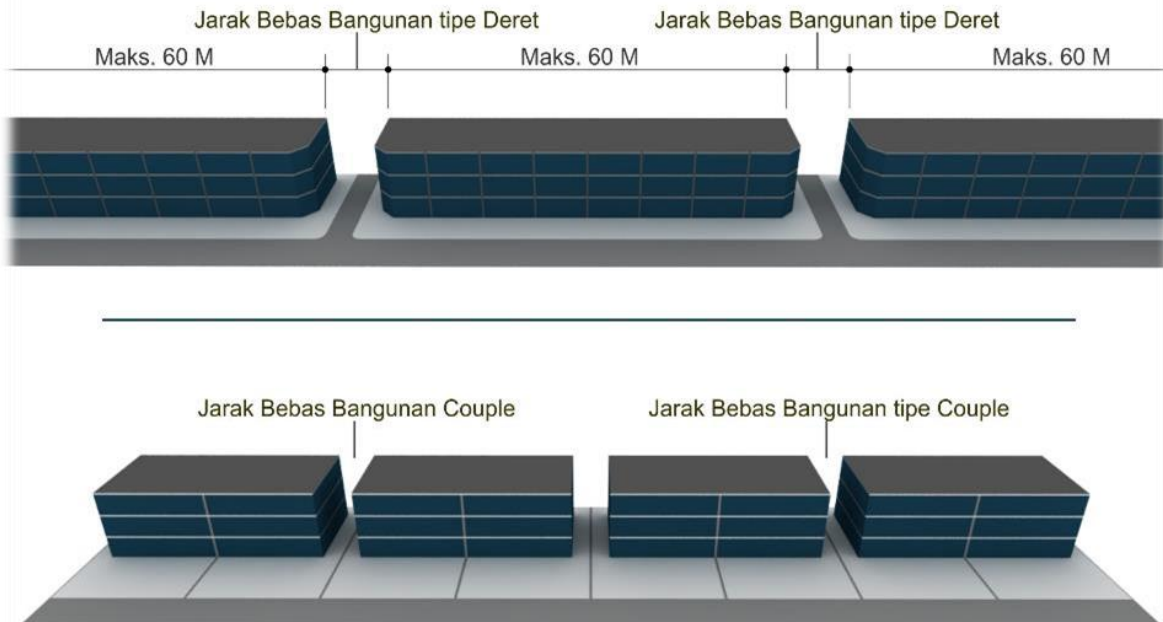 Jarak Bebas Bangunan tipe Deret
Jarak Bebas Bangunan tipe Deret
Maks. 60 M
Maks. 60 M
Maks. 60 M
Jarak Bebas Bangunan Couple
Jarak Bebas Bangunan tipe Couple